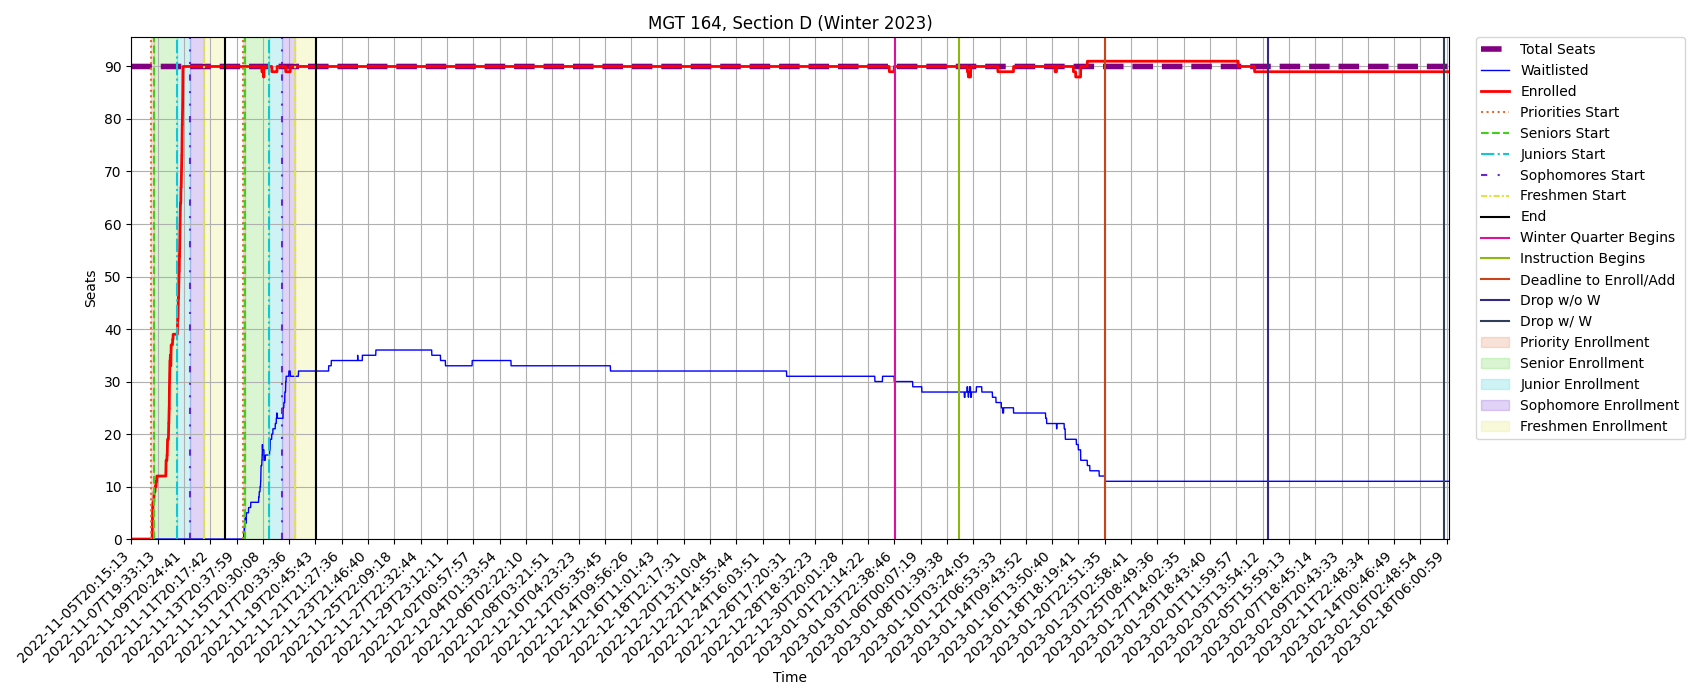 MGT 164, Section D (Winter 2023)
Seats
90
80
70
60
50
40
30
20
10
0
2022-11-05T20:15:13
2022-11-07T19:33:13
2022-11-09T20:24:41
2022-11-11T20:17:42
2022-11-13T20:37:59
2022-11-15T20:30:08
2022-11-17T20:33:36
2022-11-19T20:45:43
2022-11-21T21:27:36
2022-11-23T21:46:40
2022-11-25T22:09:18
2022-11-27T22:32:44
2022-11-29T23:12:11
2022-12-02T00:57:57
2022-12-04T01:33:54
2022-12-06T02:22:10
2022-12-08T03:21:51
2022-12-10T04:23:23
2022-12-12T05:35:45
2022-12-14T09:56:26
2022-12-16T11:01:43
2022-12-18T12:17:31
2022-12-20T13:10:04
2022-12-22T14:55:44
2022-12-24T16:03:51
2022-12-26T17:20:31
2022-12-28T18:32:23
2022-12-30T20:01:28
2023-01-01T21:14:22
2023-01-03T22:38:46
2023-01-06T00:07:19
2023-01-08T01:39:38
2023-01-10T03:24:05
2023-01-12T06:53:33
2023-01-14T09:43:52
2023-01-16T13:50:40
2023-01-18T18:19:41
2023-01-20T22:51:35
2023-01-23T02:58:41
2023-01-25T08:49:36
2023-01-27T14:02:35
2023-01-29T18:43:40
2023-02-01T11:59:57
2023-02-03T13:54:12
2023-02-05T15:59:13
2023-02-07T18:45:14
2023-02-09T20:43:33
2023-02-11T22:48:34
2023-02-14T00:46:49
2023-02-16T02:48:54
2023-02-18T06:00:59
Time
Total Seats
Waitlisted
Enrolled
Priorities Start
Seniors Start
Juniors Start
Sophomores Start
Freshmen Start
End
Winter Quarter Begins
Instruction Begins
Deadline to Enroll/Add
Drop w/o W
Drop w/ W
Priority Enrollment
Senior Enrollment
Junior Enrollment
Sophomore Enrollment
Freshmen Enrollment